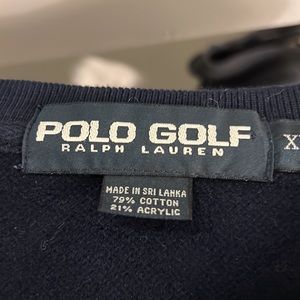 POLO GOLF
RALPH LAUREN
X
MADE IN SRI LANKA
79% COTTON
21% ACRYLIC